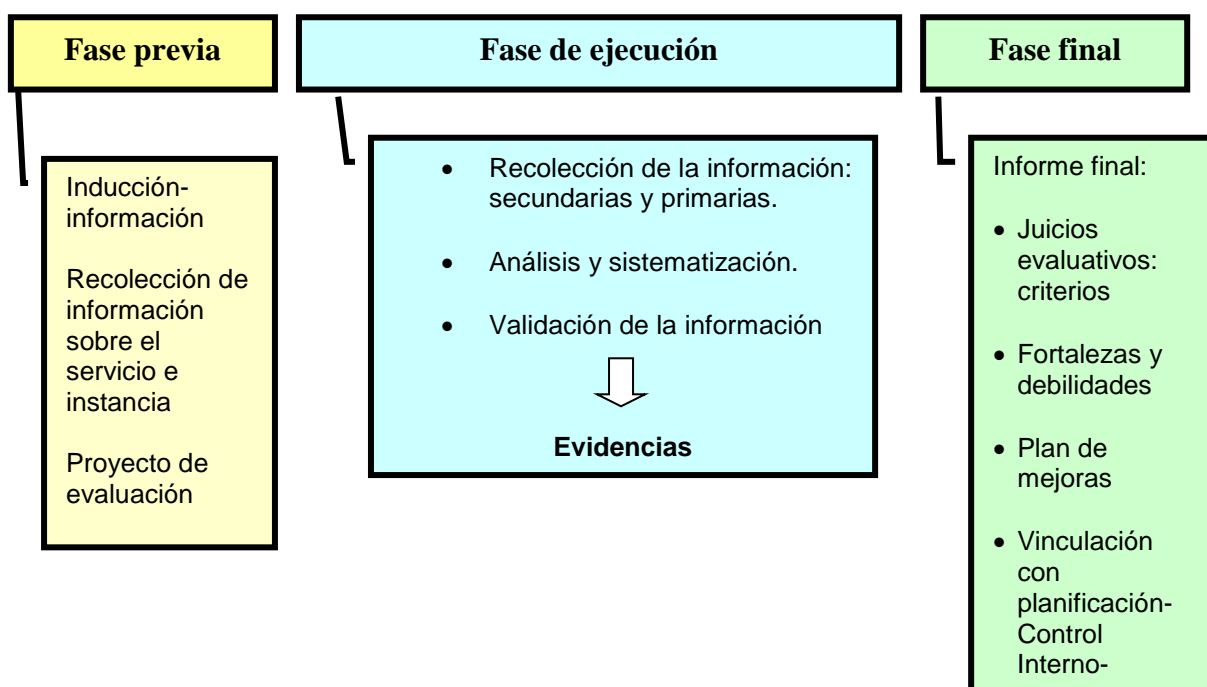 Fase previa
Inducción-
información
Recolección de
información
sobre el
servicio e
instancia
Proyecto de
evaluación
Fase de ejecución
• Recolección de la información:
secundarias y primarias.
• Análisis y sistematización.
• Validación de la información
Evidencias
Fase final
Informe final:
• Juicios
evaluativos:
criterios
• Fortalezas y
debilidades
• Plan de
mejoras
• Vinculación
con
planificación-
Control
Interno-